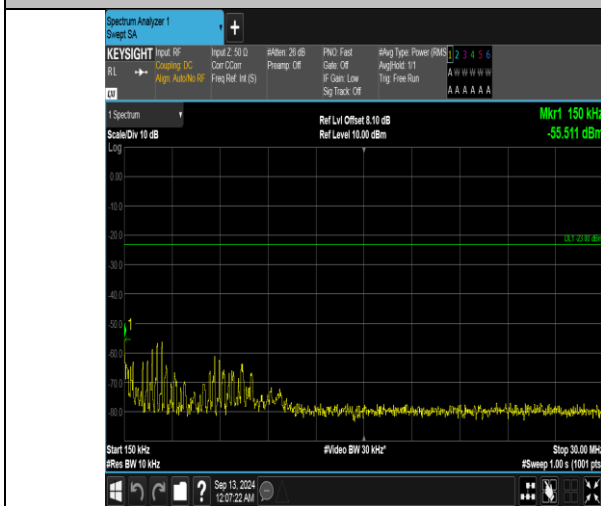 Spectrum Analyzer 1
Swept SA
+
KEYSIGHT Input: RF Input Z: 50 Ω #Atten: 26 dB PNO: Fast #Avg Type: Power (RMS 1 2 3 4 5 6
RL Coupling: DC Corr CCorr Preamp: Off Gate: Off Avg|Hold: 1/1 A W W W W W
Align: Auto/No RF Freq Ref: Int (S) IF Gain: Low Trig: Free Run
LXI Sig Track: Off A A A A A A
1 Spectrum Ref Lvl Offset 8.10 dB Mkr1 150 kHz
Scale/Div 10 dB Ref Level 10.00 dBm -55.511 dBm
Log
0.00
-10.0
-20.0
DL1 -23.00 dBm
-30.0
-40.0
-50.0
1
-60.0
-70.0
-80.0
Start 150 kHz #Video BW 30 kHz* Stop 30.00 MHz
#Res BW 10 kHz #Sweep 1.00 s (1001 pts
? Sep 13, 2024
12:07:22 AM